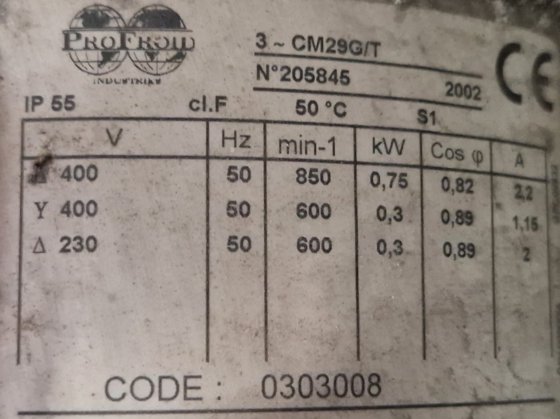 PROFROID
INDUSTRIES
3 ~ CM29G/T
N°205845 2002 CE
IP 55 cl.F 50 °C S1
V Hz min-1 kW Cos φ A
Δ 400 50 850 0,75 0,82 2,2
Y 400 50 600 0,3 0,89 1,15
Δ 230 50 600 0,3 0,89 2
CODE : 0303008